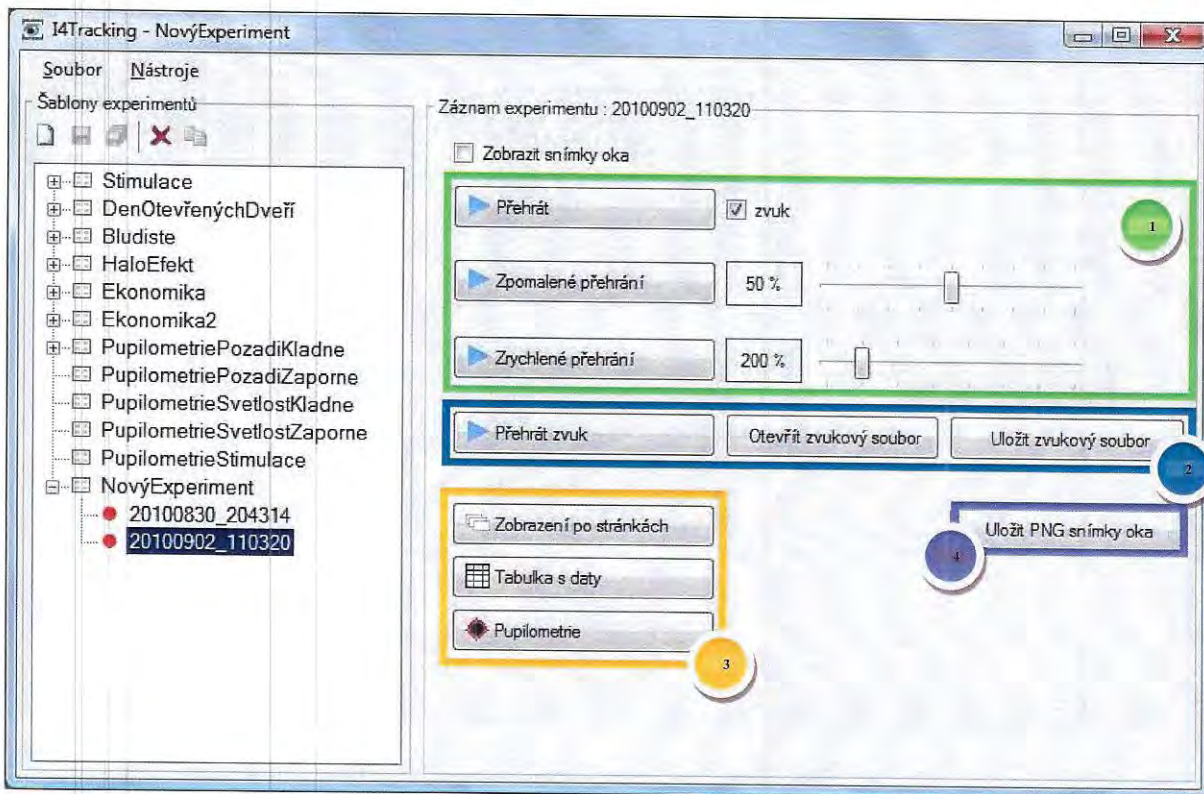 I4Tracking - NovýExperiment
Soubor Nástroje
Šablony experimentů
Stimulace
DenOtevřenýchDveří
Bludiste
HaloEfekt
Ekonomika
Ekonomika2
PupilometriePozadiKladne
PupilometriePozadiZaporne
PupilometrieSvetlostKladne
PupilometrieSvetlostZaporne
PupilometrieStimulace
NovýExperiment
20100830_204314
20100902_110320
Záznam experimentu : 20100902_110320
Zobrazit snímky oka
Přehrát zvuk
1
Zpomalené přehrání 50 %
Zrychlené přehrání 200 %
Přehrát zvuk Otevřít zvukový soubor Uložit zvukový soubor
2
Zobrazení po stránkách
Tabulka s daty
Pupilometrie
3
Uložit PNG snímky oka
4